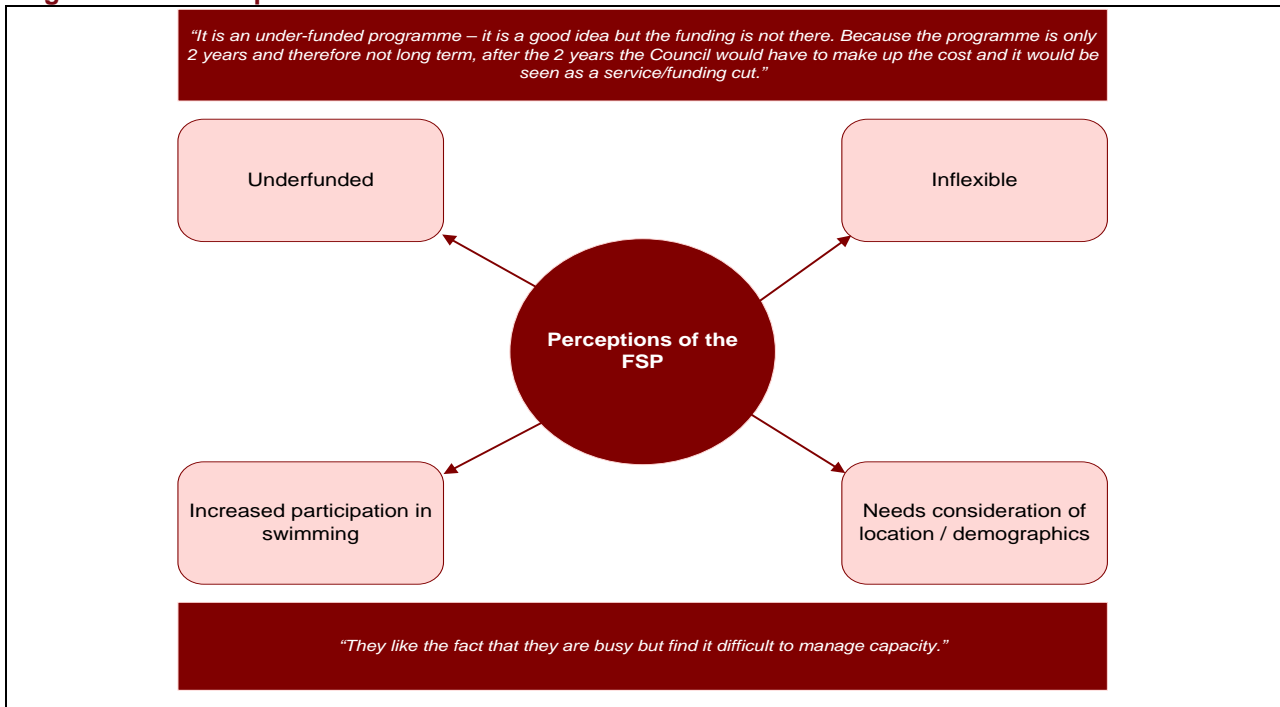 “It is an under-funded programme – it is a good idea but the funding is not there. Because the programme is only
2 years and therefore not long term, after the 2 years the Council would have to make up the cost and it would be
seen as a service/funding cut.”
Underfunded
Inflexible
Perceptions of the
FSP
Increased participation in
swimming
Needs consideration of
location / demographics
“They like the fact that they are busy but find it difficult to manage capacity.”